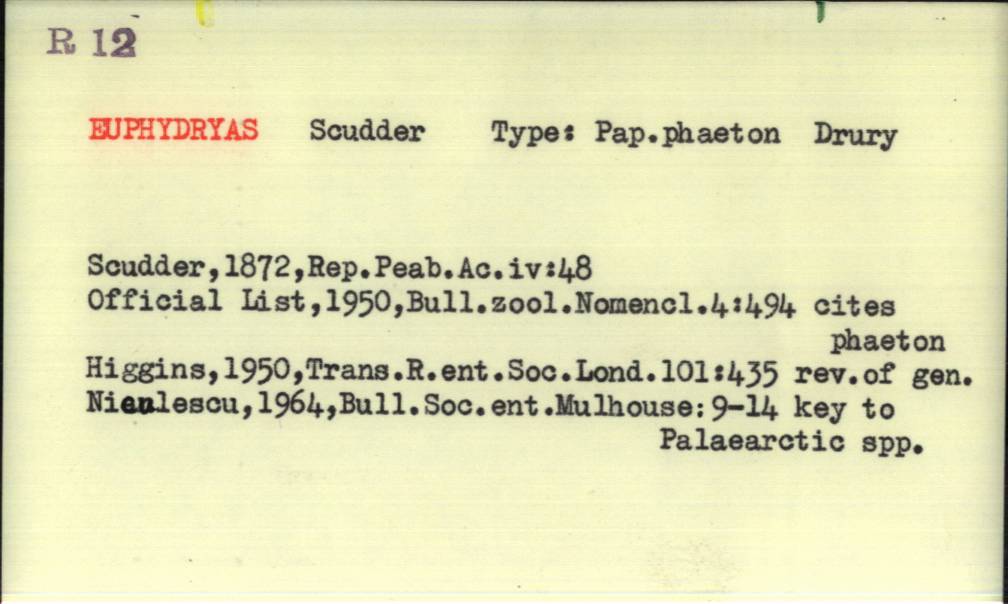 R 12
EUPHYDRYAS Scudder Type: Pap.phaeton Drury
Scudder,1872,Rep.Peab.Ac.iv:48
Official List,1950,Bull.zool.Nomencl.4:494 cites
phaeton
Higgins,1950,Trans.R.ent.Soc.Lond.101:435 rev.of gen.
Niculescu,1964,Bull.Soc.ent.Mulhouse:9-14 key to
Palaearctic spp.